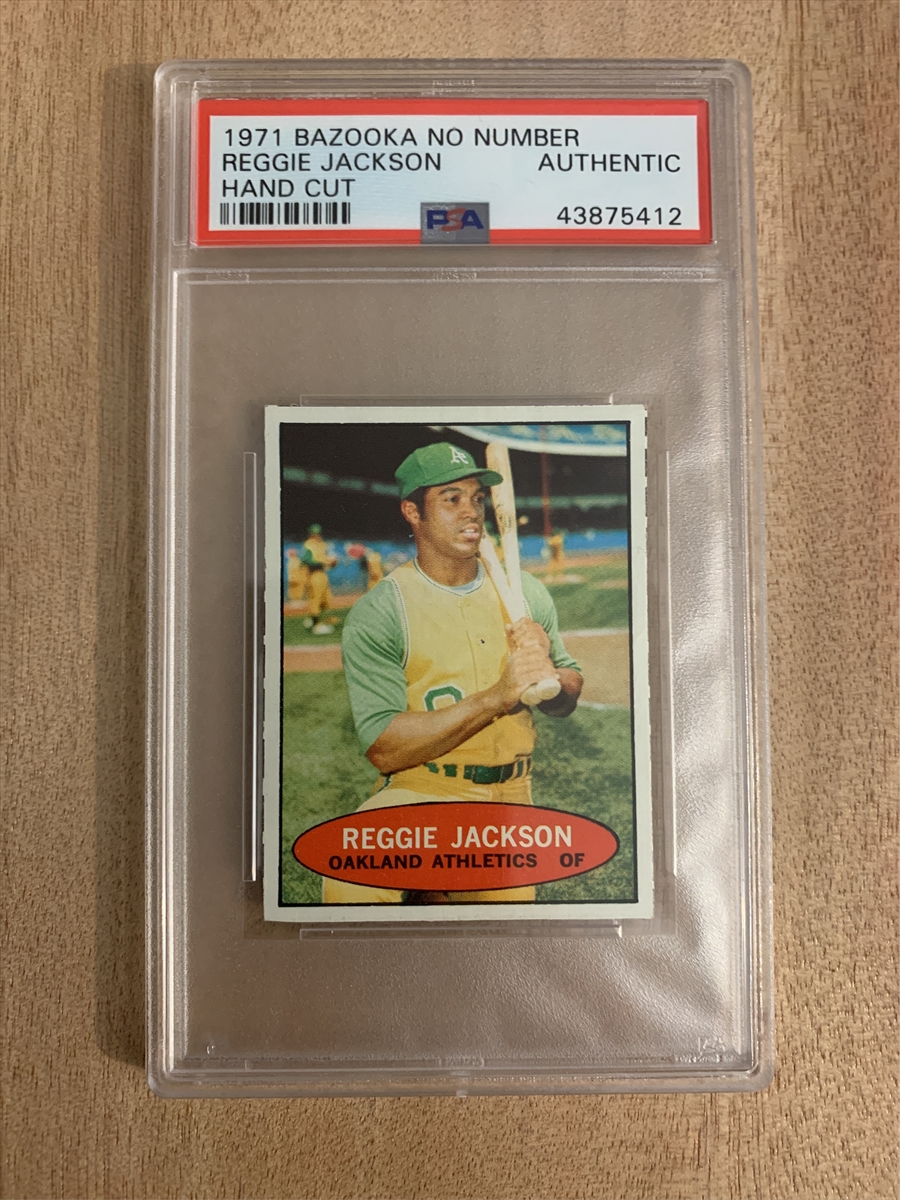 1971 BAZOOKA NO NUMBER
REGGIE JACKSON AUTHENTIC
HAND CUT
PSA 43875412
A's
REGGIE JACKSON
OAKLAND ATHLETICS OF